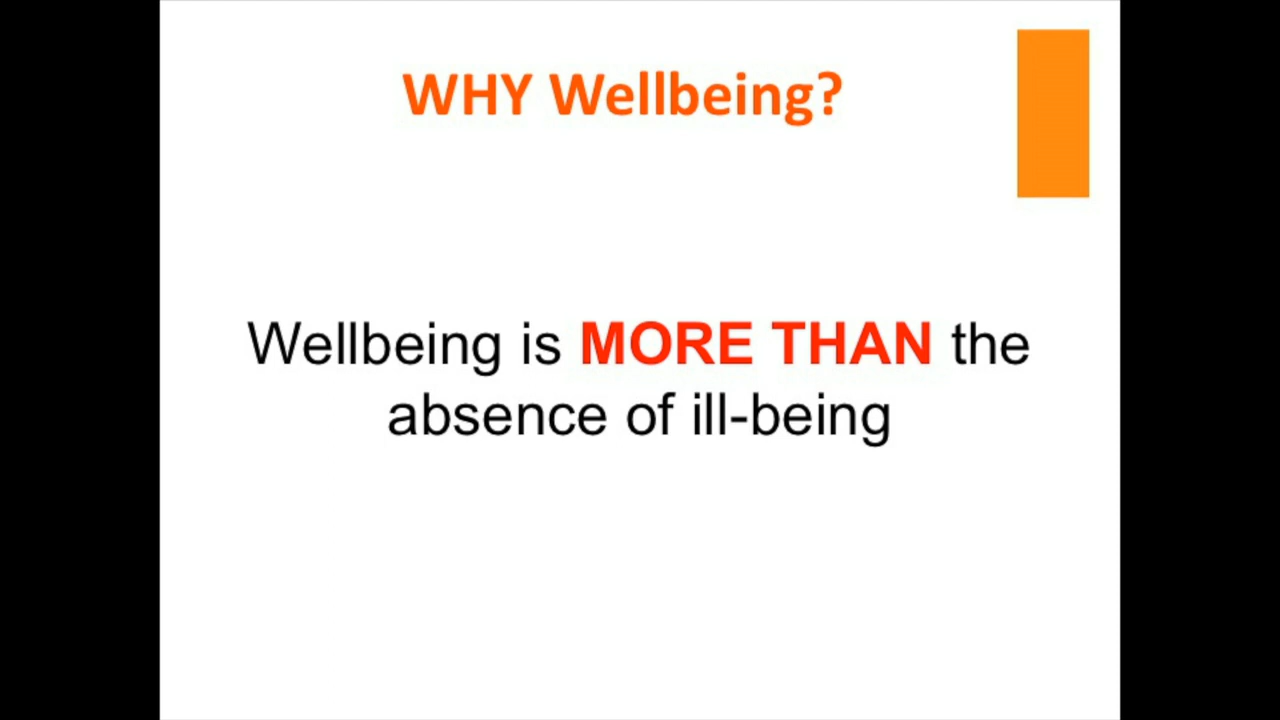 WHY Wellbeing?
Wellbeing is MORE THAN the
absence of ill-being